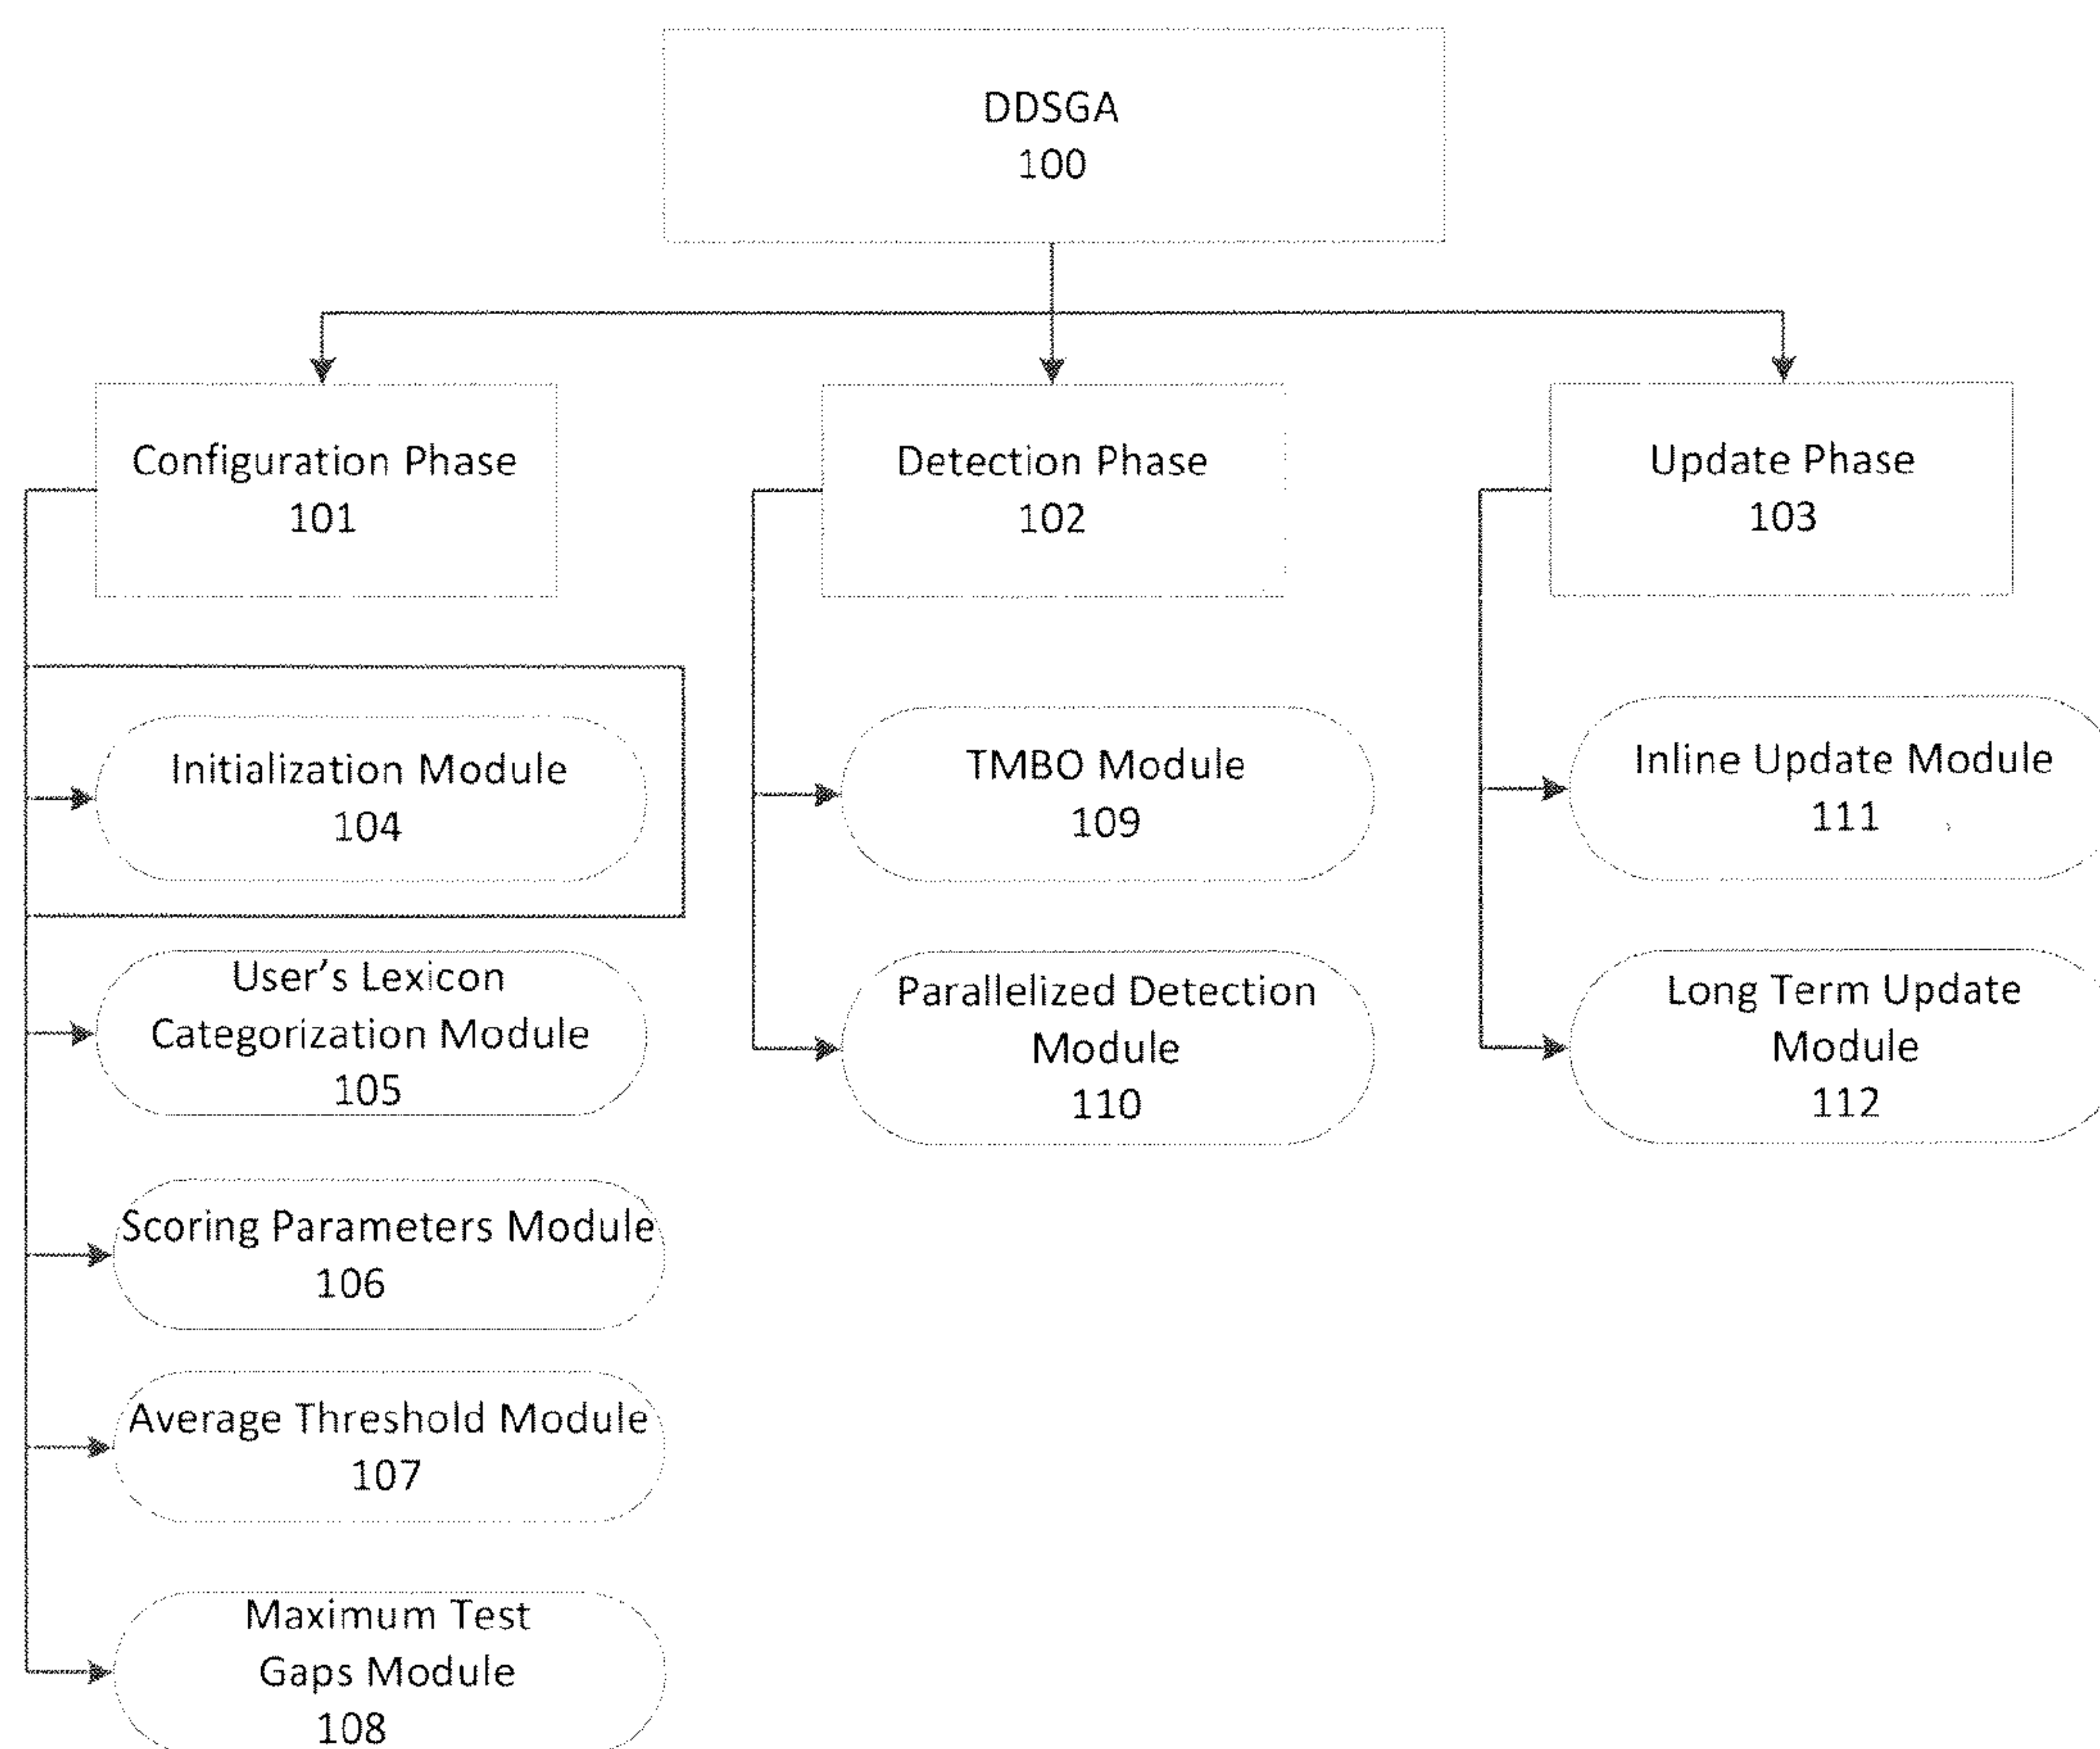 DDSGA
100
Configuration Phase
101
Detection Phase
102
Update Phase
103
Initialization Module
104
User's Lexicon
Categorization Module
105
Scoring Parameters Module
106
Average Threshold Module
107
Maximum Test
Gaps Module
108
TMBO Module
109
Parallelized Detection
Module
110
Inline Update Module
111
Long Term Update
Module
112